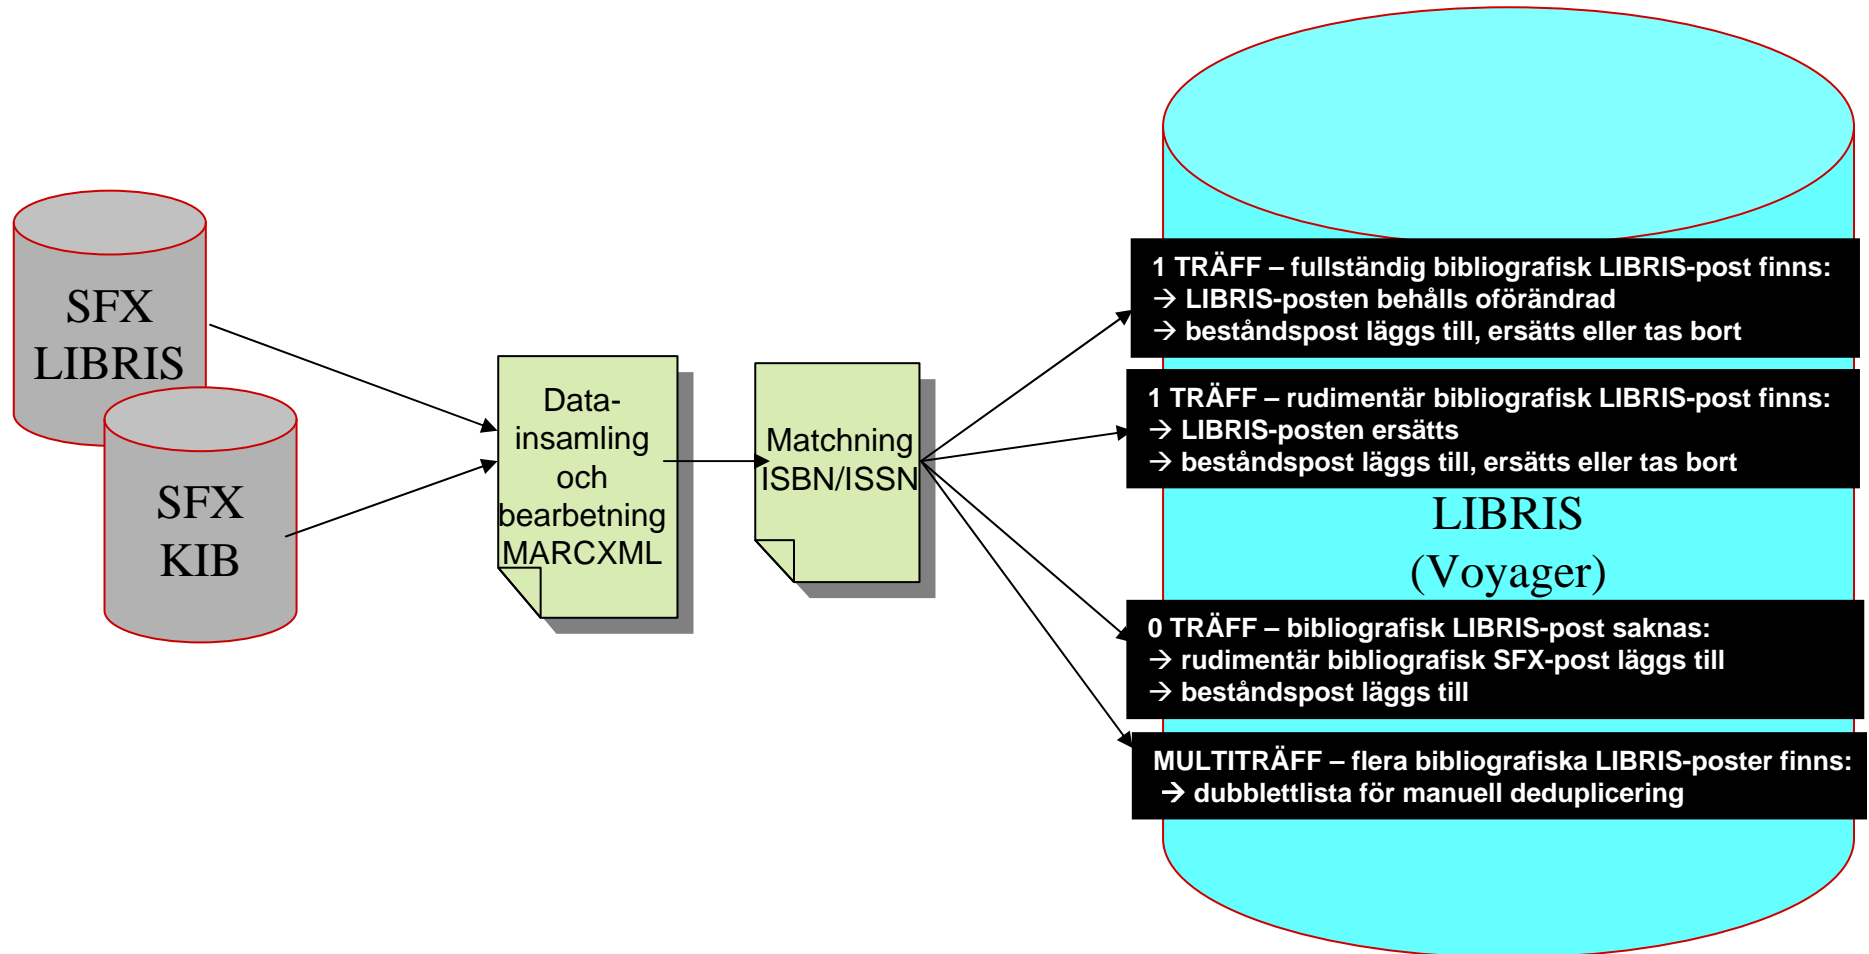 SFX
LIBRIS
SFX
KIB
Data-
insamling
och
bearbetning
MARCXML
Matchning
ISBN/ISSN
1 TRÄFF – fullständig bibliografisk LIBRIS-post finns:
→ LIBRIS-posten behålls oförändrad
→ beståndspost läggs till, ersätts eller tas bort
1 TRÄFF – rudimentär bibliografisk LIBRIS-post finns:
→ LIBRIS-posten ersätts
→ beståndspost läggs till, ersätts eller tas bort
LIBRIS
(Voyager)
0 TRÄFF – bibliografisk LIBRIS-post saknas:
→ rudimentär bibliografisk SFX-post läggs till
→ beståndspost läggs till
MULTITRÄFF – flera bibliografiska LIBRIS-poster finns:
→ dubblettlista för manuell deduplicering